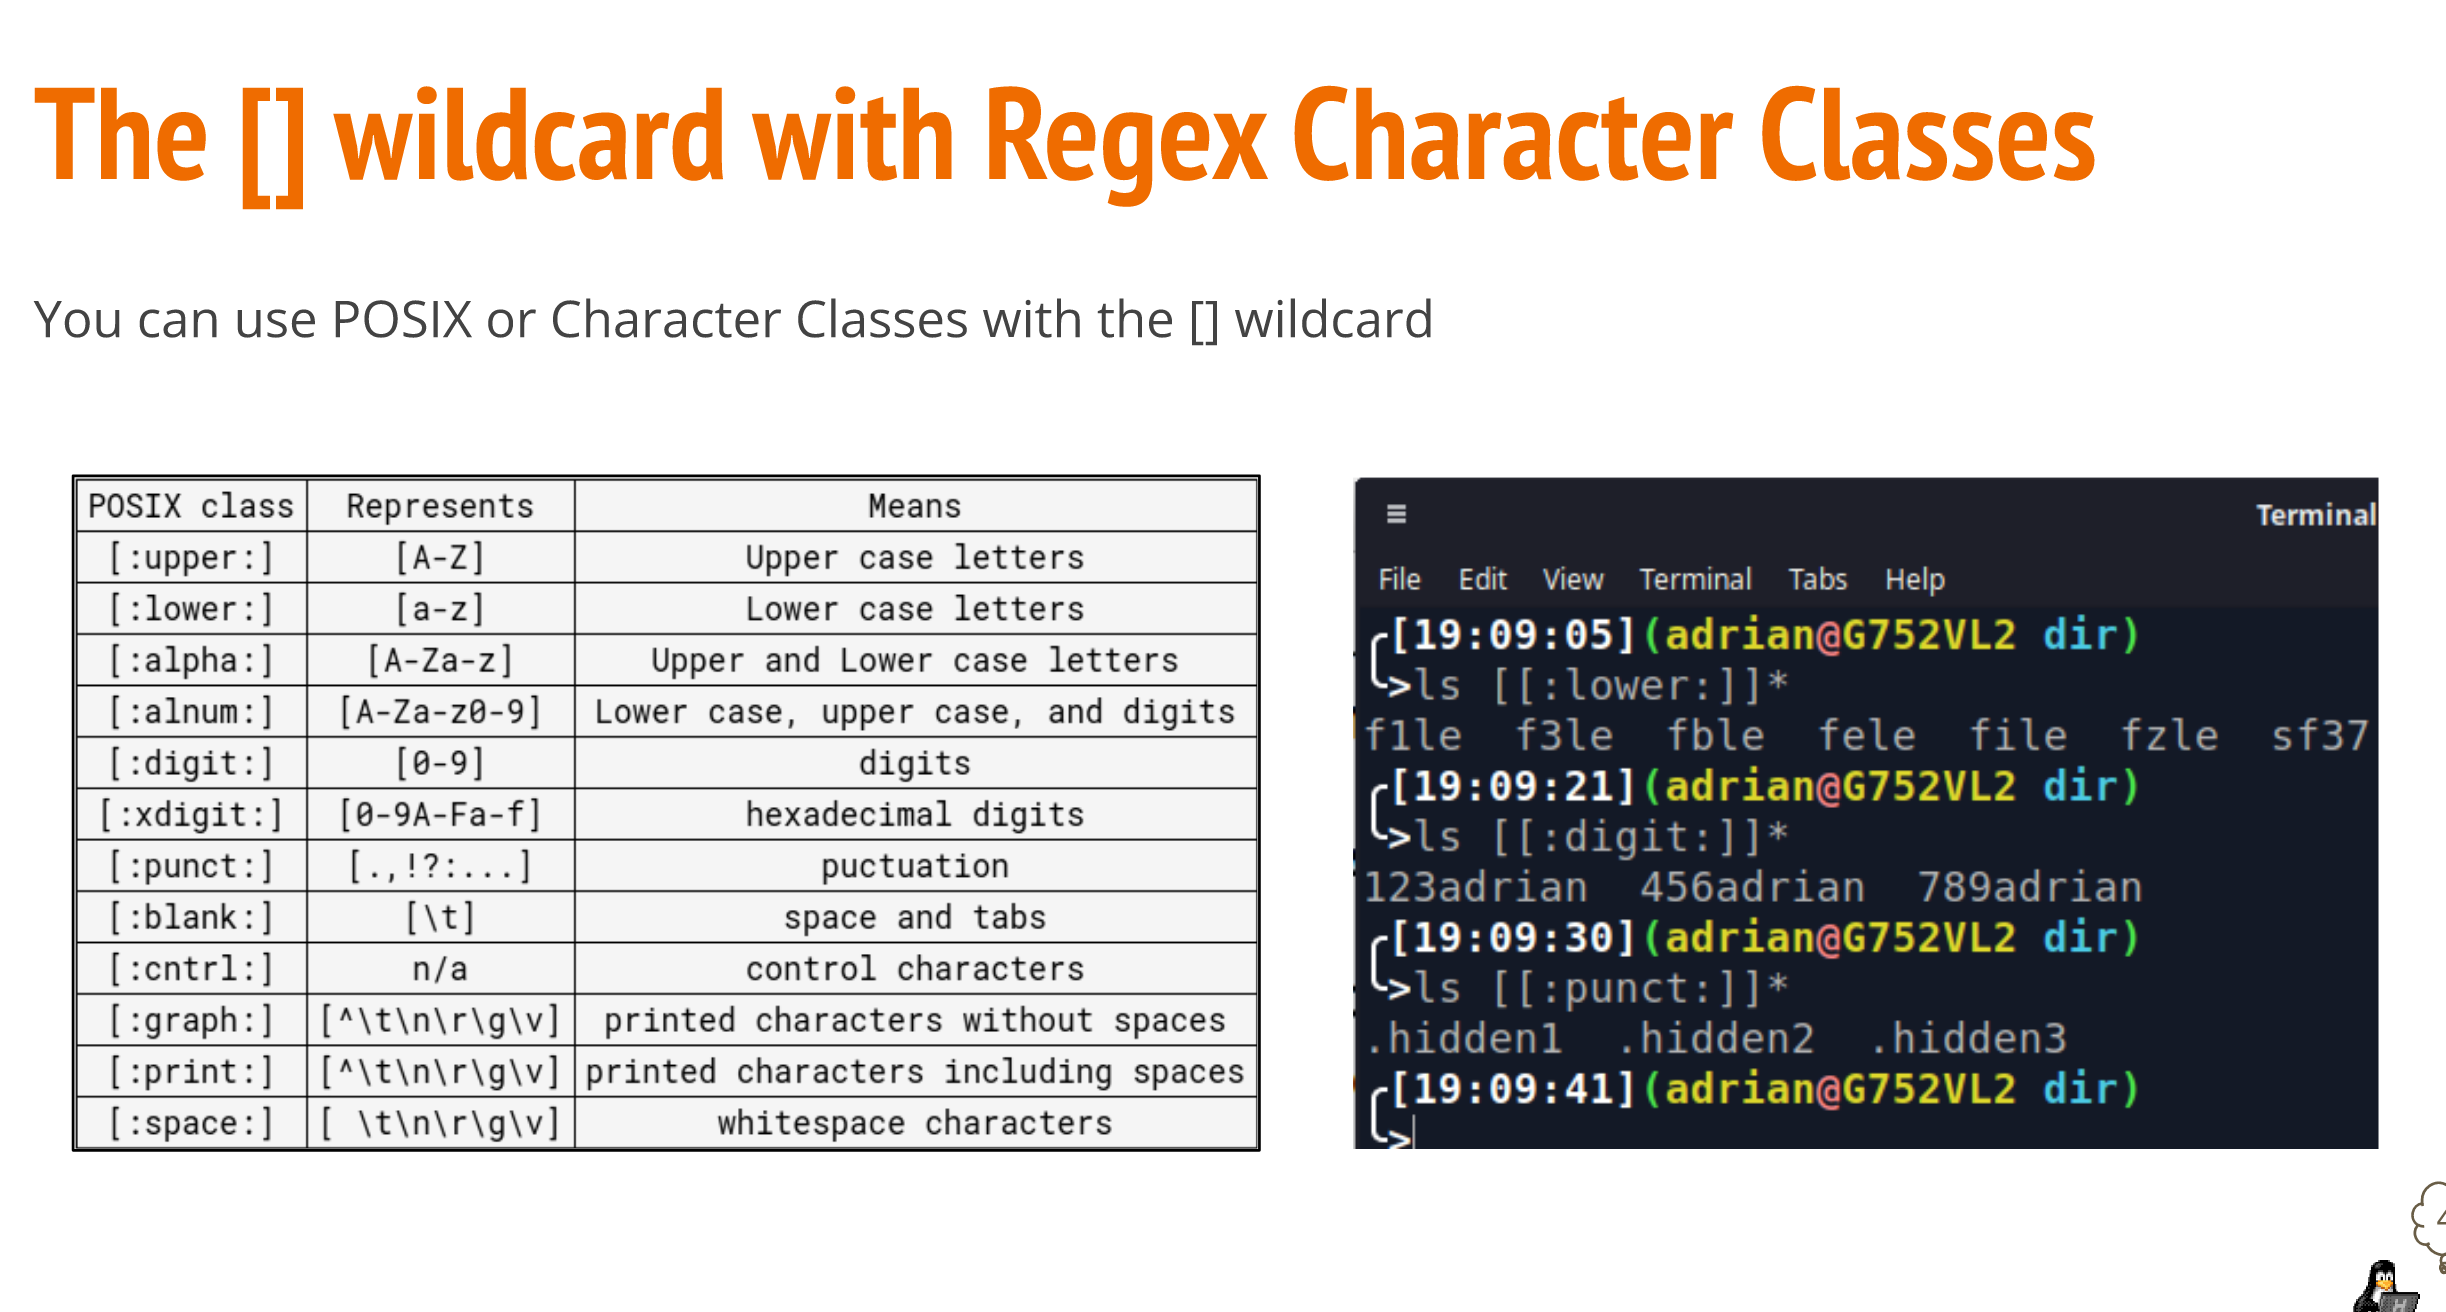 The [] wildcard with Regex Character Classes
You can use POSIX or Character Classes with the [] wildcard
POSIX class Represents Means
[:upper:] [A-Z] Upper case letters
[:lower:] [a-z] Lower case letters
[:alpha:] [A-Za-z] Upper and Lower case letters
[:alnum:] [A-Za-z0-9] Lower case, upper case, and digits
[:digit:] [0-9] digits
[:xdigit:] [0-9A-Fa-f] hexadecimal digits
[:punct:] [.,!?:...] puctuation
[:blank:] [\t] space and tabs
[:cntrl:] n/a control characters
[:graph:] [^\t\n\r\g\v] printed characters without spaces
[:print:] [^\t\n\r\g\v] printed characters including spaces
[:space:] [ \t\n\r\g\v] whitespace characters
Terminal
File Edit View Terminal Tabs Help
[19:09:05](adrian@G752VL2 dir)
>ls [[:lower:]]*
f1le f3le fble fele file fzle sf37
[19:09:21](adrian@G752VL2 dir)
>ls [[:digit:]]*
123adrian 456adrian 789adrian
[19:09:30](adrian@G752VL2 dir)
>ls [[:punct:]]*
.hidden1 .hidden2 .hidden3
[19:09:41](adrian@G752VL2 dir)
>